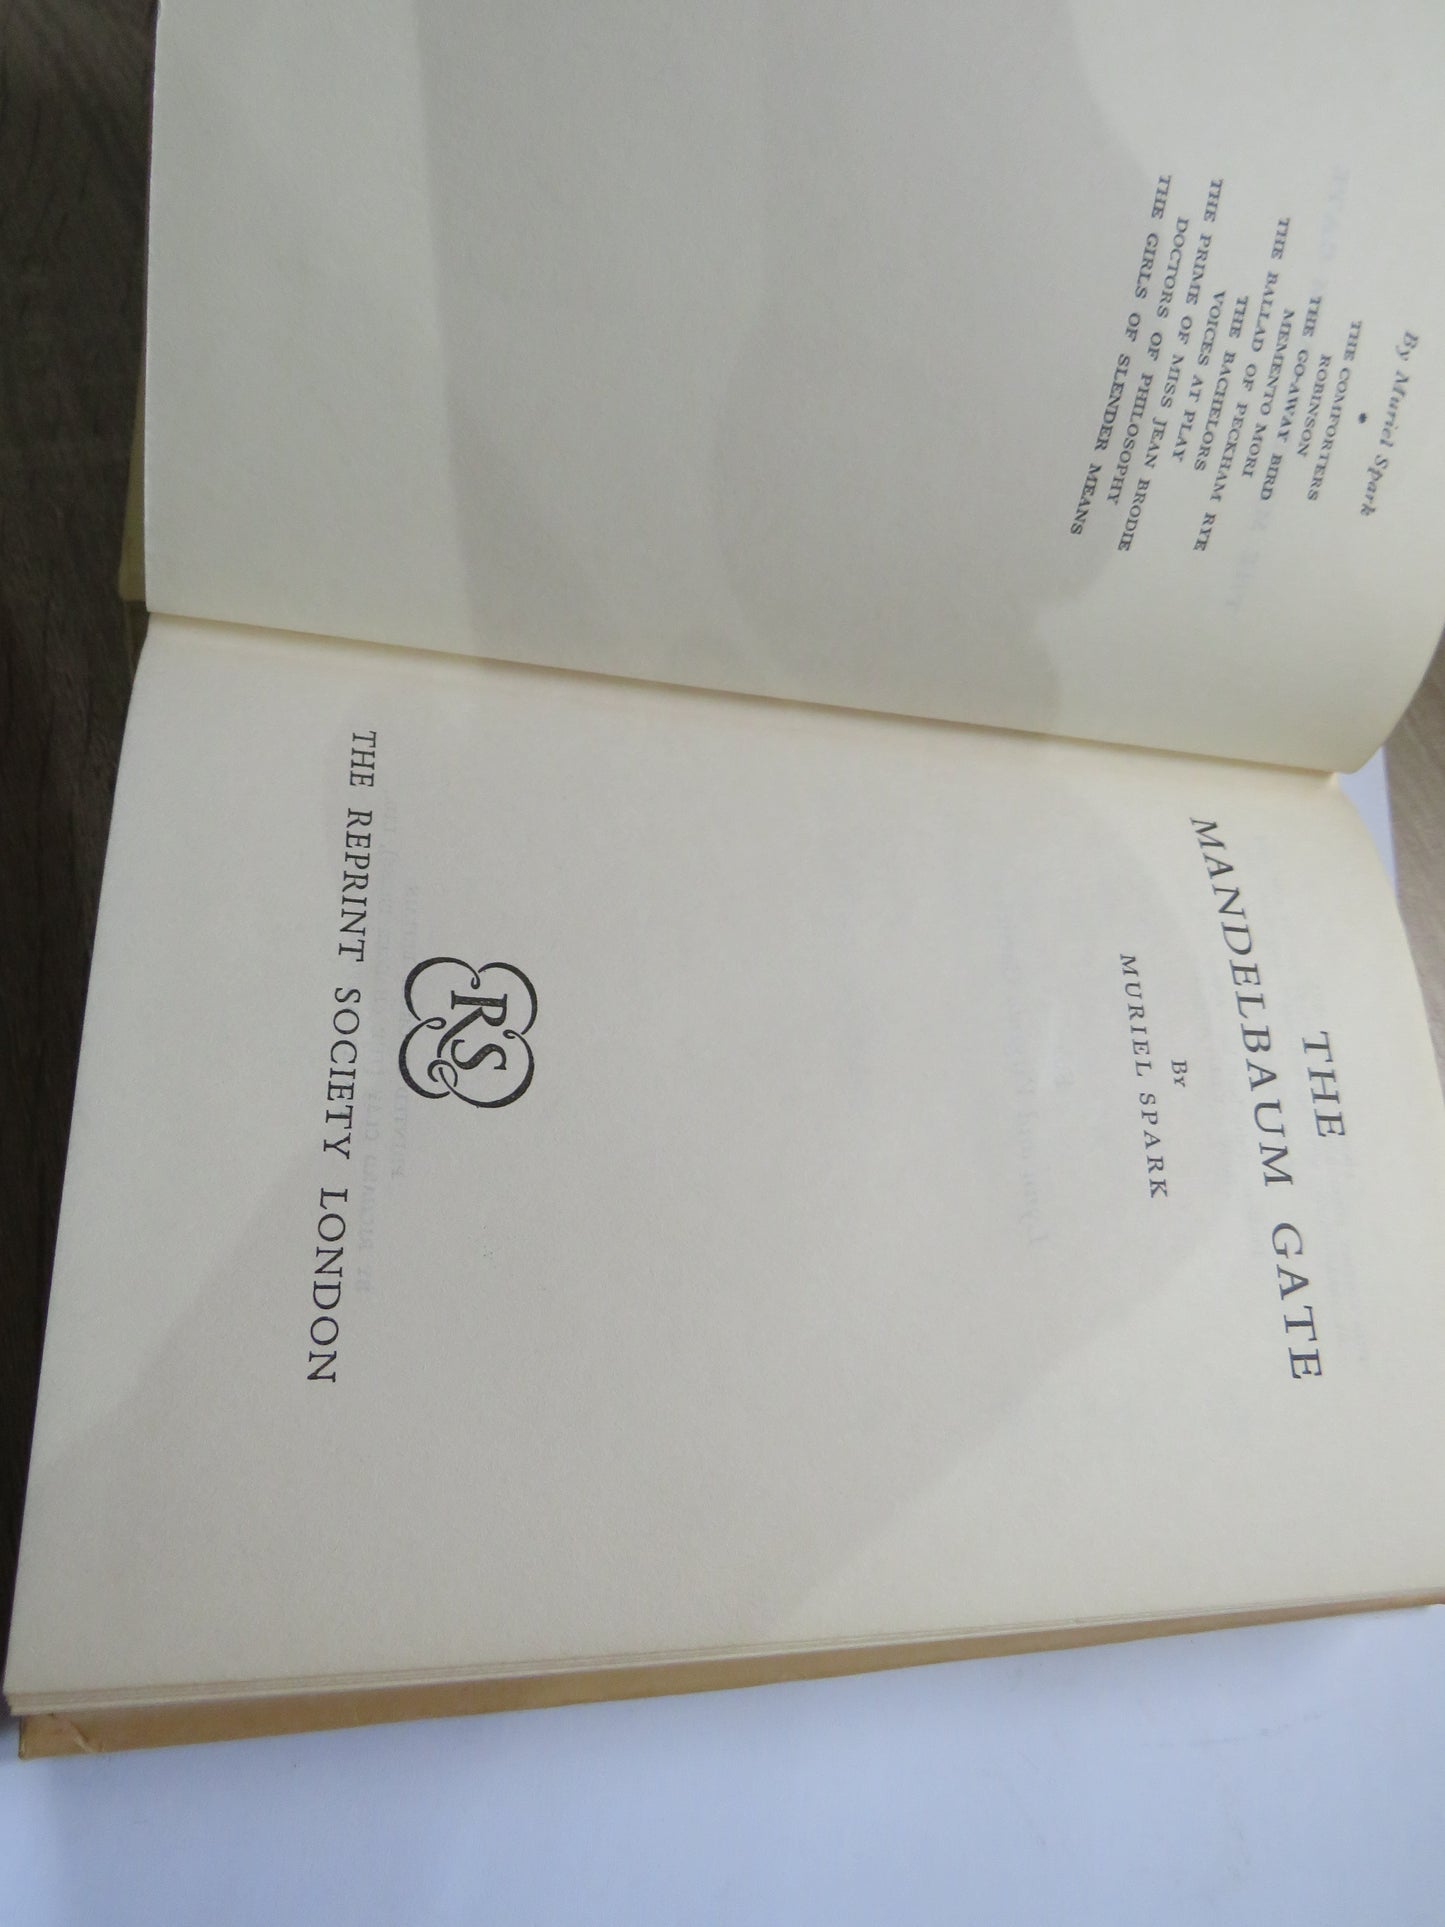 By Muriel Spark
THE COMFORTERS
ROBINSON
THE GO-AWAY BIRD
MEMENTO MORI
THE BALLAD OF PECKHAM RYE
THE BACHELORS
VOICES AT PLAY
THE PRIME OF MISS JEAN BRODIE
DOCTORS OF PHILOSOPHY
THE GIRLS OF SLENDER MEANS
THE
MANDELBAUM GATE
BY
MURIEL SPARK
RS
THE REPRINT SOCIETY LONDON